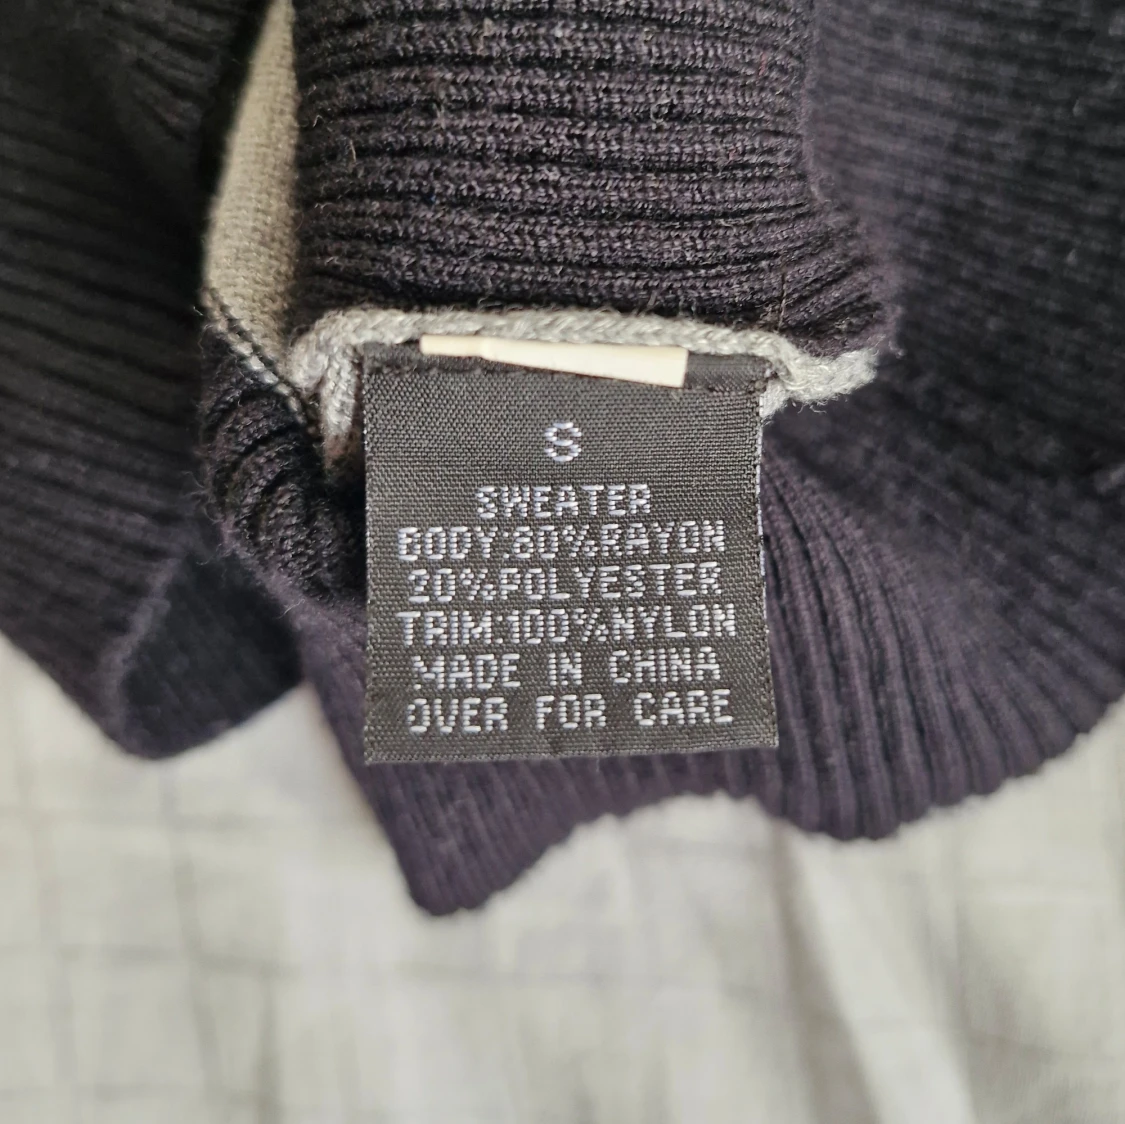 S
SWEATER
BODY:80%RAYON
20%POLYESTER
TRIM:100%NYLON
MADE IN CHINA
OVER FOR CARE